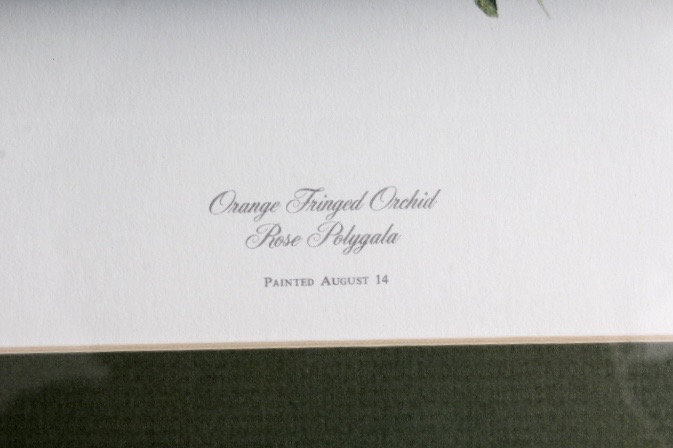 Orange Fringed Orchid
Rose Polygala
Painted August 14